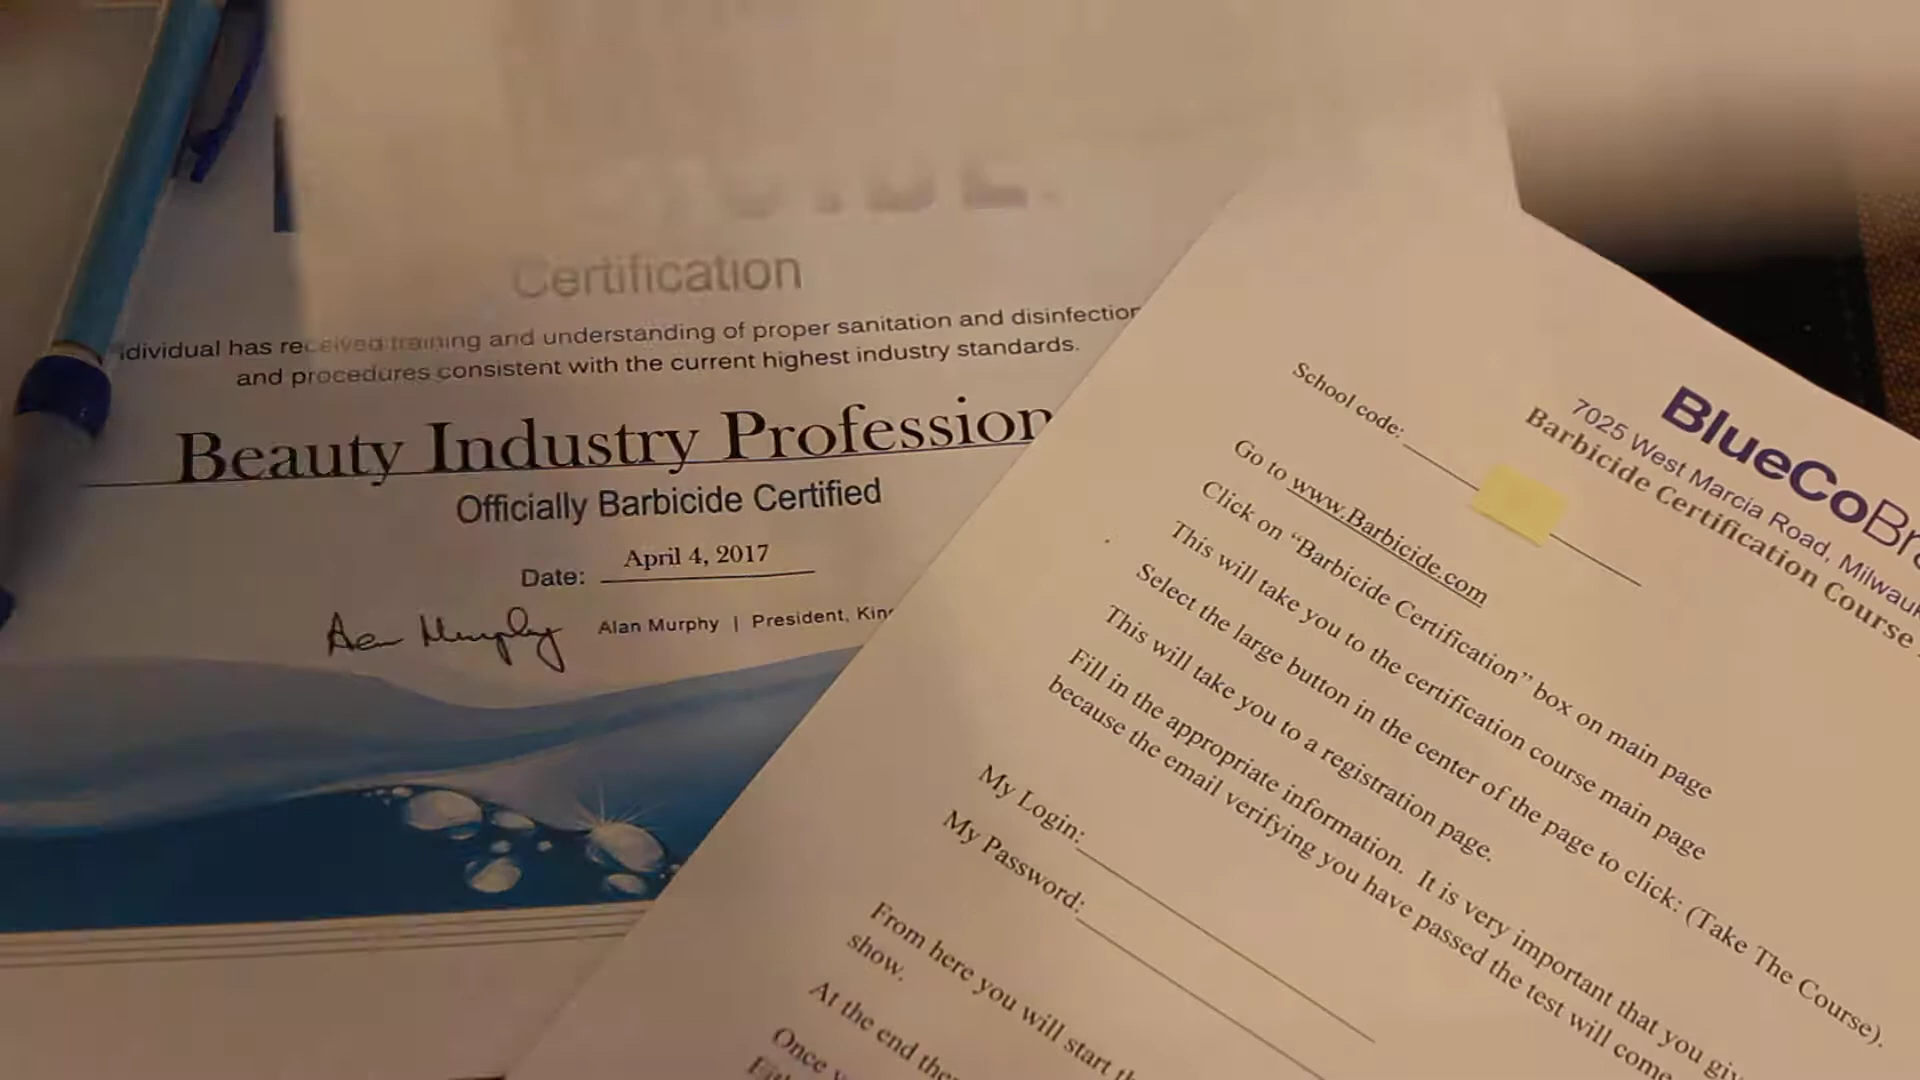 Certification
has received training and understanding of proper sanitation and disinfection
and procedures consistent with the current highest industry standards.
Beauty Industry
Officially Barbicide Certified
Date: April 4, 2017
Alan Murphy | President,
BlueCo
7025 West Marcia Road,
Barbicide Certification Course
School code:
Go to www.Barbicide.com
Click on “Barbicide Certification” box on main page
This will take you to the certification course main page
Select the large button in the center of the page to click: (Take The Course).
This will take you to a registration page.
Fill in the appropriate information. It is very important that you
because the email verifying you have passed the test will come
My Login:
My Password:
From here you will start
show.
At the end
Once